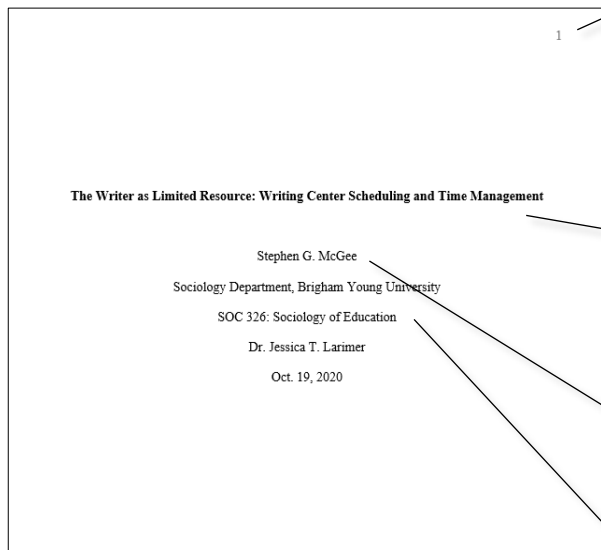 1
The Writer as Limited Resource: Writing Center Scheduling and Time Management
Stephen G. McGee
Sociology Department, Brigham Young University
SOC 326: Sociology of Education
Dr. Jessica T. Larimer
Oct. 19, 2020